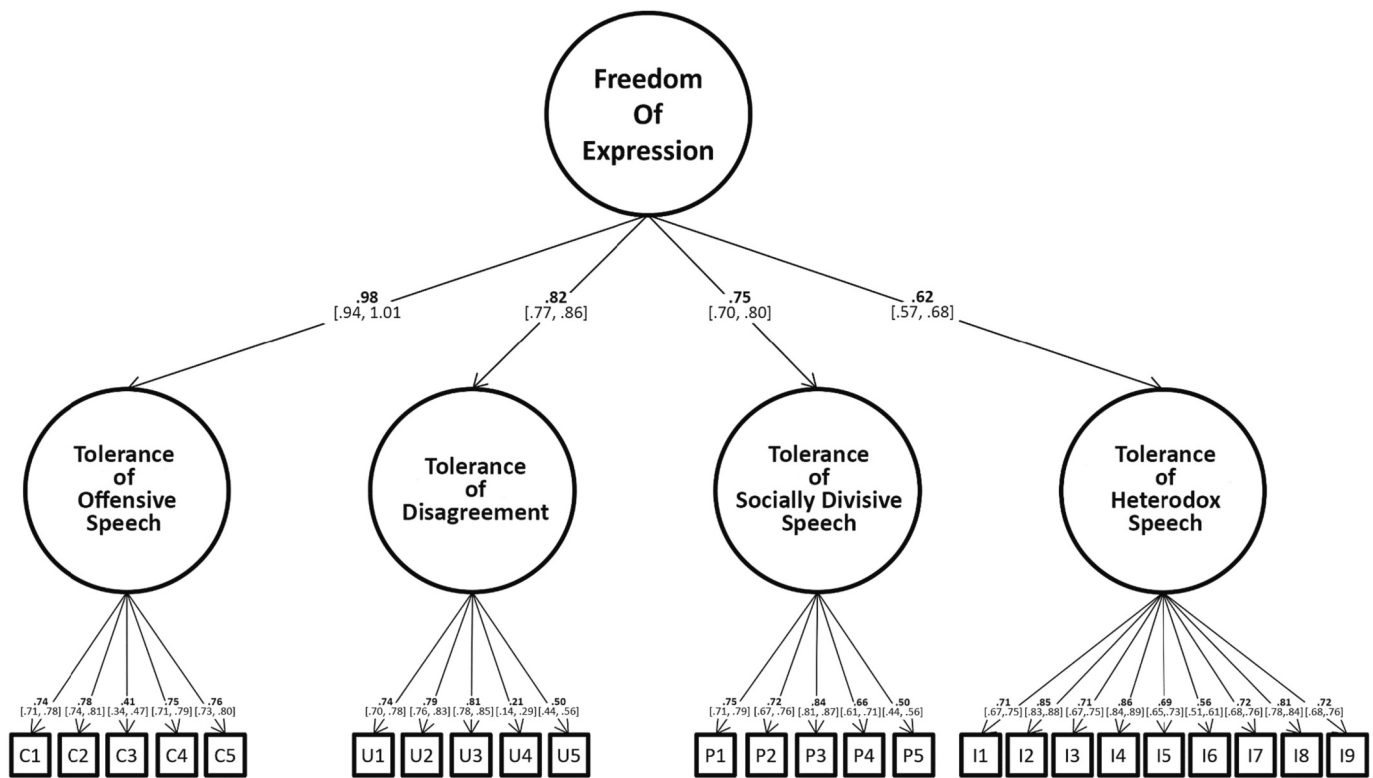 Freedom
Of
Expression
.98
[.94, 1.01
.82
[.77, .86]
.75
[.70, .80]
.62
[.57, .68]
Tolerance
of
Offensive
Speech
Tolerance
of
Disagreement
Tolerance
of
Socially Divisive
Speech
Tolerance
of
Heterodox
Speech
.74 .78 .41 .75 .76
[.71, .78] [.74, .81] [.34, .47] [.71, .79] [.73, .80]
.74 .79 .81 .21 .50
[.70, .78] [.76, .83] [.78, .85] [.14, .29] [.44, .56]
.75 .72 .84 .66 .50
[.71, .79] [.67, .76] [.81, .87] [.61, .71] [.44, .56]
.71 .85 .71 .86 .69 .56 .72 .81 .72
[.67,.75] [.83,.88] [.67,.75] [.84,.89] [.65,.73] [.51,.61] [.68,.76] [.78,.84] [.68,.76]
C1 C2 C3 C4 C5
U1 U2 U3 U4 U5
P1 P2 P3 P4 P5
I1 I2 I3 I4 I5 I6 I7 I8 I9